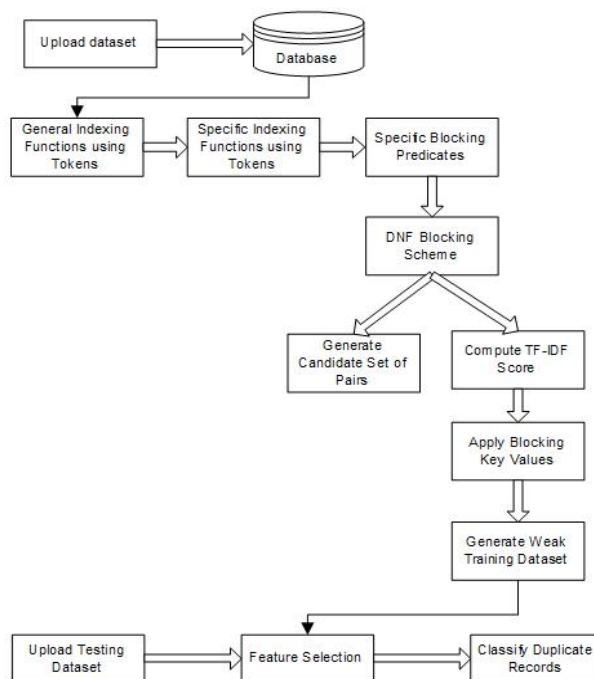 Upload dataset
Database
General Indexing
Functions using
Tokens
Specific Indexing
Functions using
Tokens
Specific Blocking
Predicates
DNF Blocking
Scheme
Generate
Candidate Set of
Pairs
Compute TF-IDF
Score
Apply Blocking
Key Values
Generate Weak
Training Dataset
Upload Testing
Dataset
Feature Selection
Classify Duplicate
Records